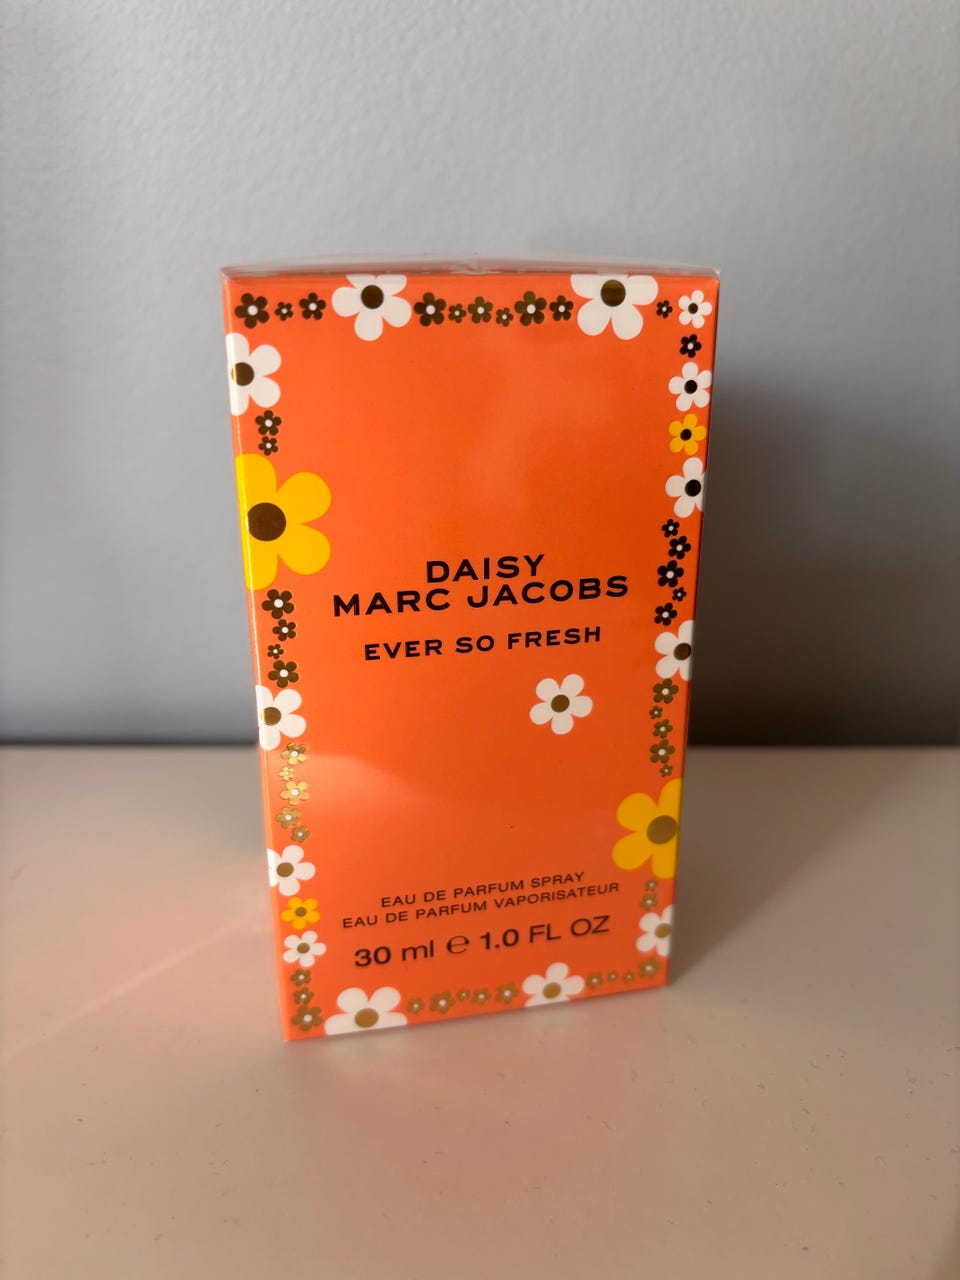 DAISY
MARC JACOBS
EVER SO FRESH
EAU DE PARFUM SPRAY
EAU DE PARFUM VAPORISATEUR
30 ml ℮ 1.0 FL OZ